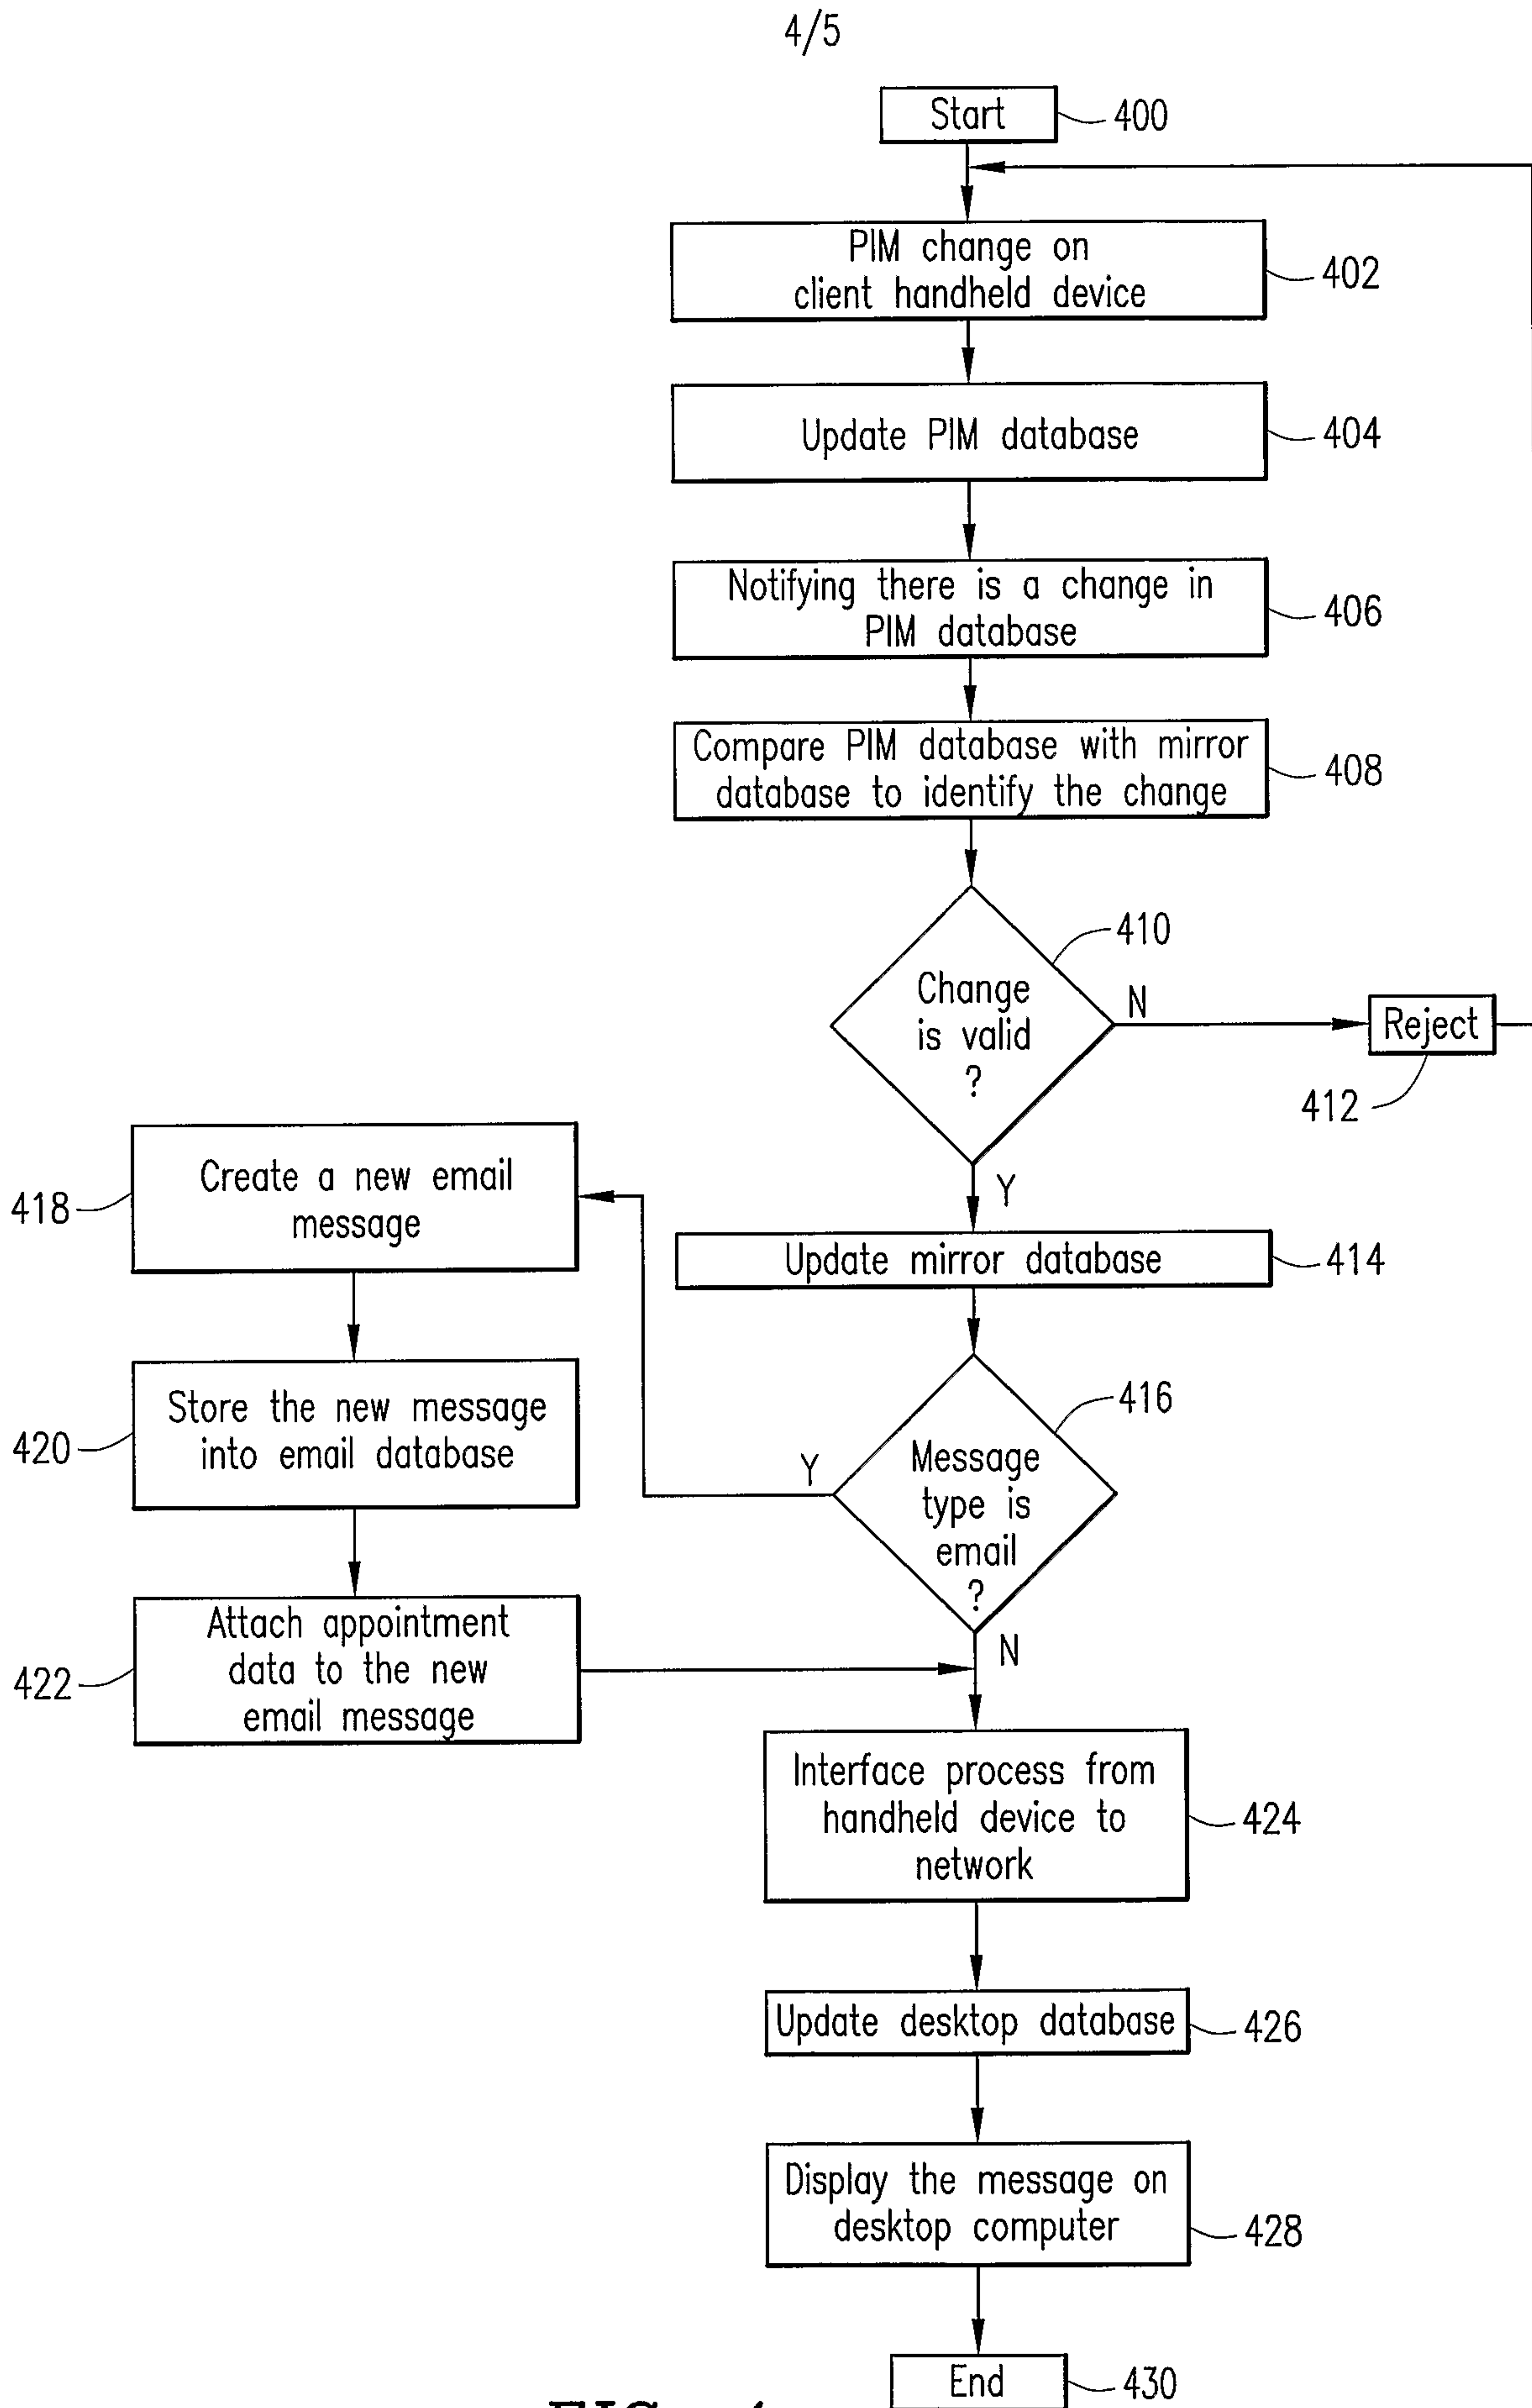 4/5
Start
400
PIM change on
client handheld device
402
Update PIM database
404
Notifying there is a change in
PIM database
406
Compare PIM database with mirror
database to identify the change
408
410
Change
is valid
?
N
Reject
412
Y
Update mirror database
414
416
Message
type is
email
?
Y
N
Create a new email
message
418
Store the new message
into email database
420
Attach appointment
data to the new
email message
422
Interface process from
handheld device to
network
424
Update desktop database
426
Display the message on
desktop computer
428
End
430